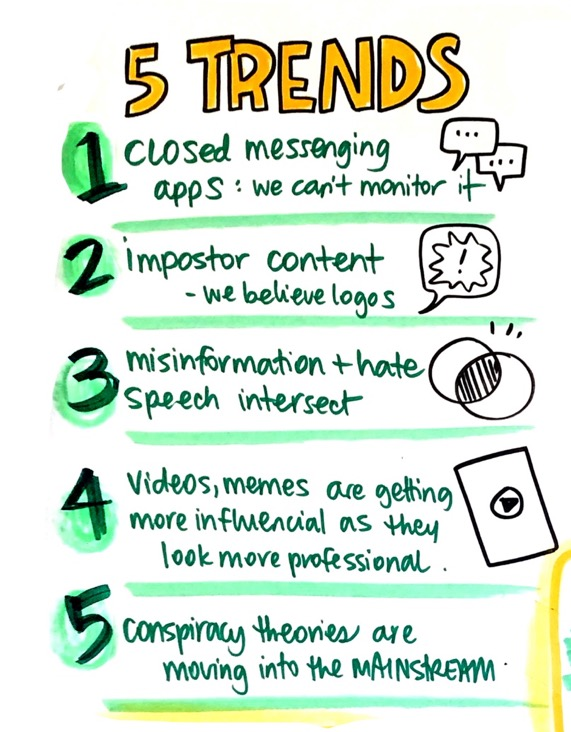 5 TRENDS
1 closed messenging
apps : we can't monitor it
2 impostor content
- we believe logos
3 misinformation + hate
speech intersect
4 videos, memes are getting
more influencial as they
look more professional.
5 conspiracy theories are
moving into the MAINSTREAM.